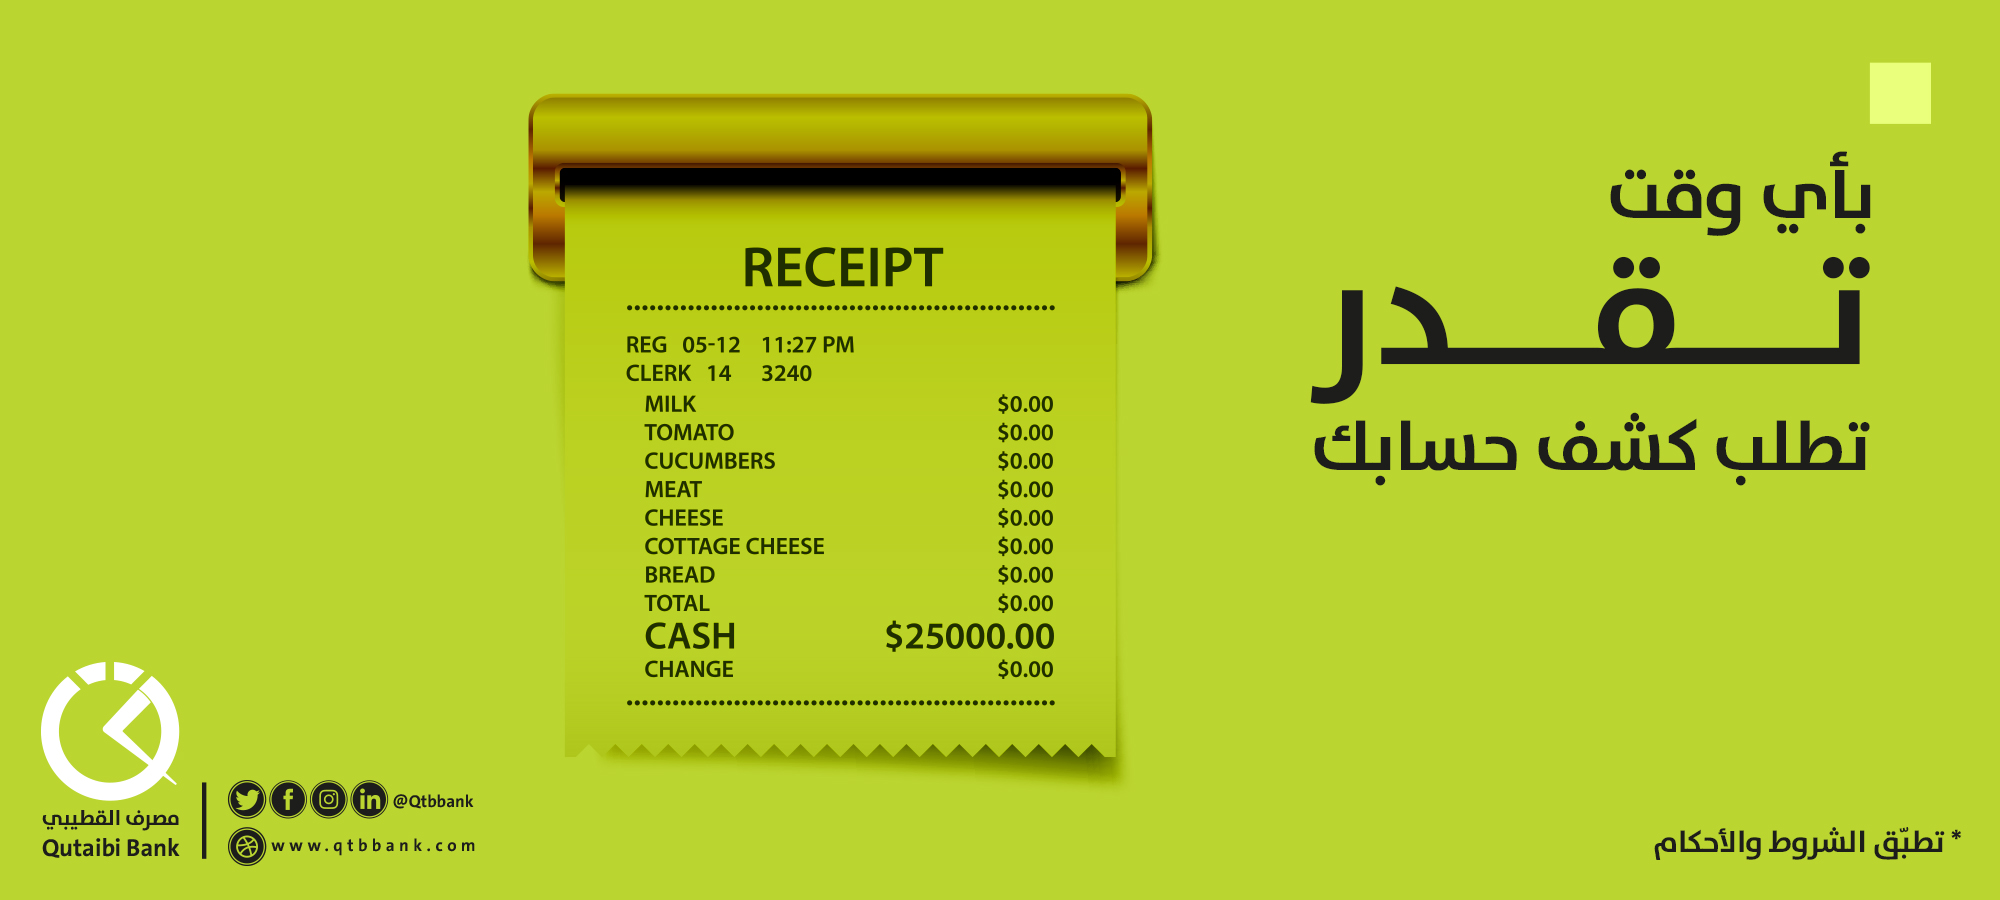 بأي وقت
تـــقـــدر
تطلب كشف حسابك
RECEIPT
REG 05-12 11:27 PM
CLERK 14 3240
MILK $0.00
TOMATO $0.00
CUCUMBERS $0.00
MEAT $0.00
CHEESE $0.00
COTTAGE CHEESE $0.00
BREAD $0.00
TOTAL $0.00
CASH $25000.00
CHANGE $0.00
مصرف القطيبي
Qutaibi Bank
@Qtbbank
www.qtbbank.com
* تطبّق الشروط والأحكام